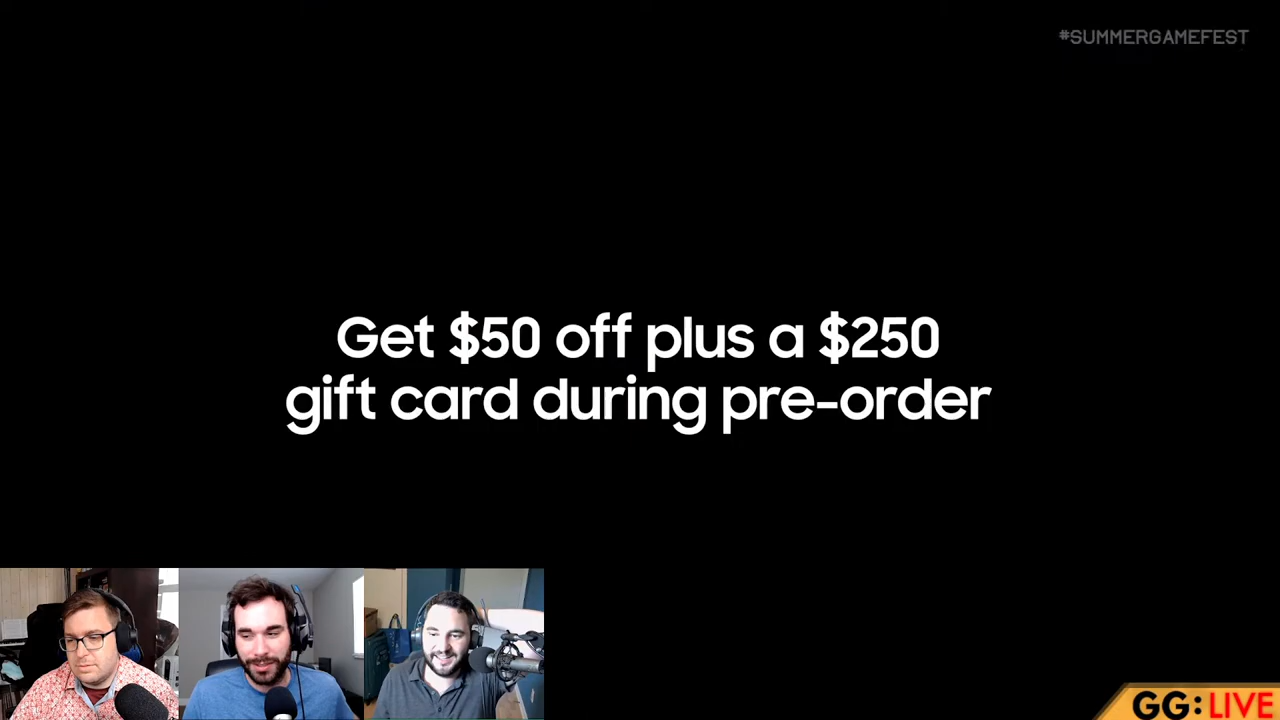 #SUMMERGAMEFEST
Get $50 off plus a $250
gift card during pre-order
GG:LIVE